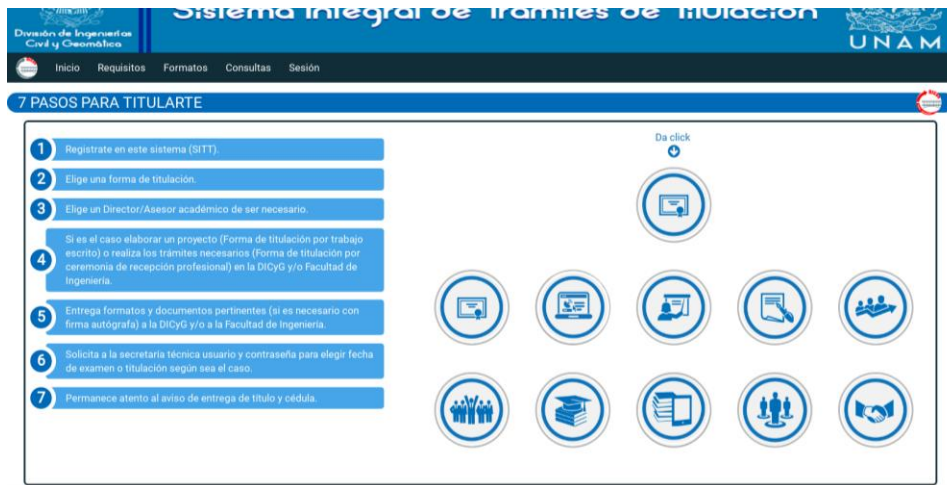 Sistema Integral de Trámites de Titulación
División de Ingenierías
Civil y Geomática
UNAM
Inicio Requisitos Formatos Consultas Sesión
7 PASOS PARA TITULARTE
1 Registrate en este sistema (SITT).
2 Elige una forma de titulación.
3 Elige un Director/Asesor académico de ser necesario.
4 Si es el caso elaborar un proyecto (Forma de titulación por trabajo
escrito) o realiza los trámites necesarios (Forma de titulación por
ceremonia de recepción profesional) en la DICyG y/o Facultad de
Ingeniería.
5 Entrega formatos y documentos pertinentes (si es necesario con
firma autógrafa) a la DICyG y/o a la Facultad de Ingeniería.
6 Solicita a la secretaria técnica usuario y contraseña para elegir fecha
de examen o titulación según sea el caso.
7 Permanece atento al aviso de entrega de título y cédula.
Da click